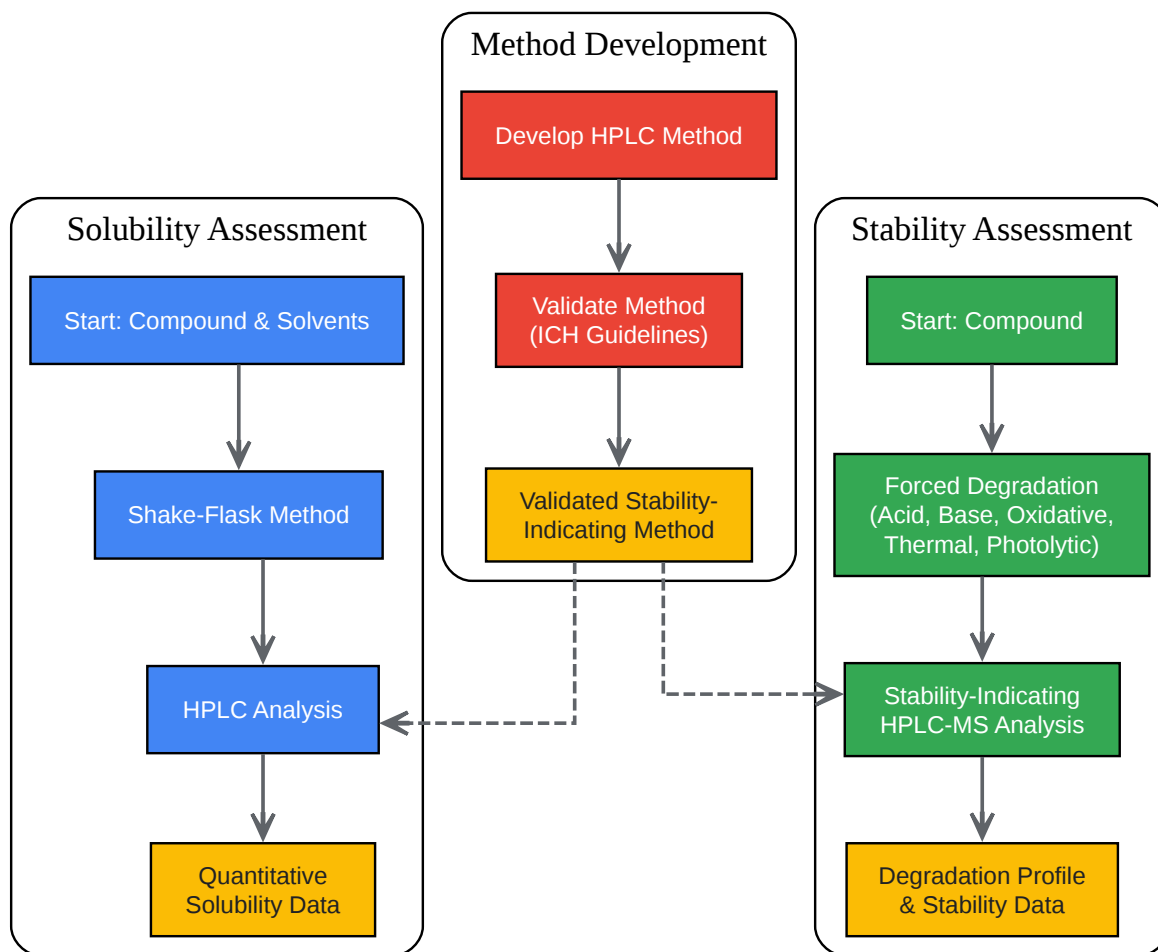 Method Development
Develop HPLC Method
Validate Method
(ICH Guidelines)
Validated Stability-
Indicating Method
Solubility Assessment
Start: Compound & Solvents
Shake-Flask Method
HPLC Analysis
Quantitative
Solubility Data
Stability Assessment
Start: Compound
Forced Degradation
(Acid, Base, Oxidative,
Thermal, Photolytic)
Stability-Indicating
HPLC-MS Analysis
Degradation Profile
& Stability Data